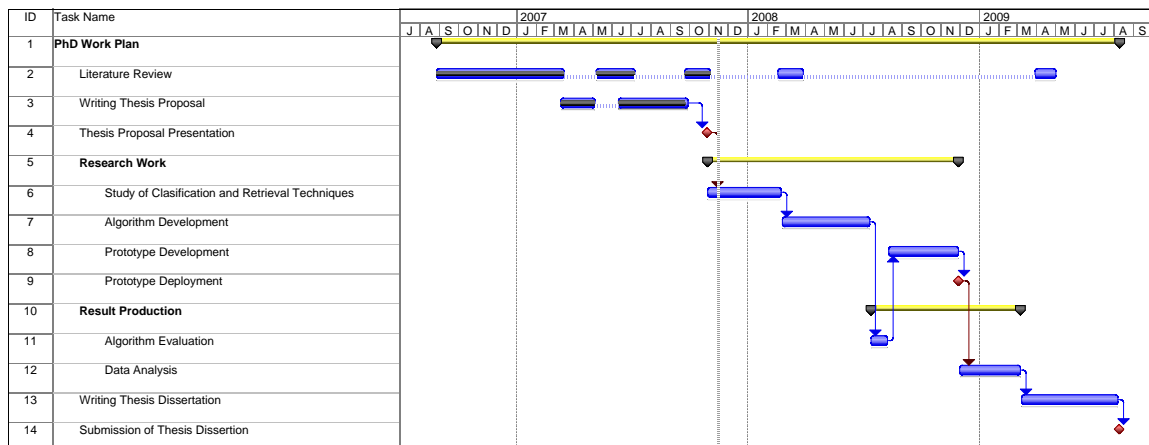 ID Task Name 2007 2008 2009
J A S O N D J F M A M J J A S O N D J F M A M J J A S O N D J F M A M J J A S
1 PhD Work Plan
2 Literature Review
3 Writing Thesis Proposal
4 Thesis Proposal Presentation
5 Research Work
6 Study of Clasification and Retrieval Techniques
7 Algorithm Development
8 Prototype Development
9 Prototype Deployment
10 Result Production
11 Algorithm Evaluation
12 Data Analysis
13 Writing Thesis Dissertation
14 Submission of Thesis Dissertion